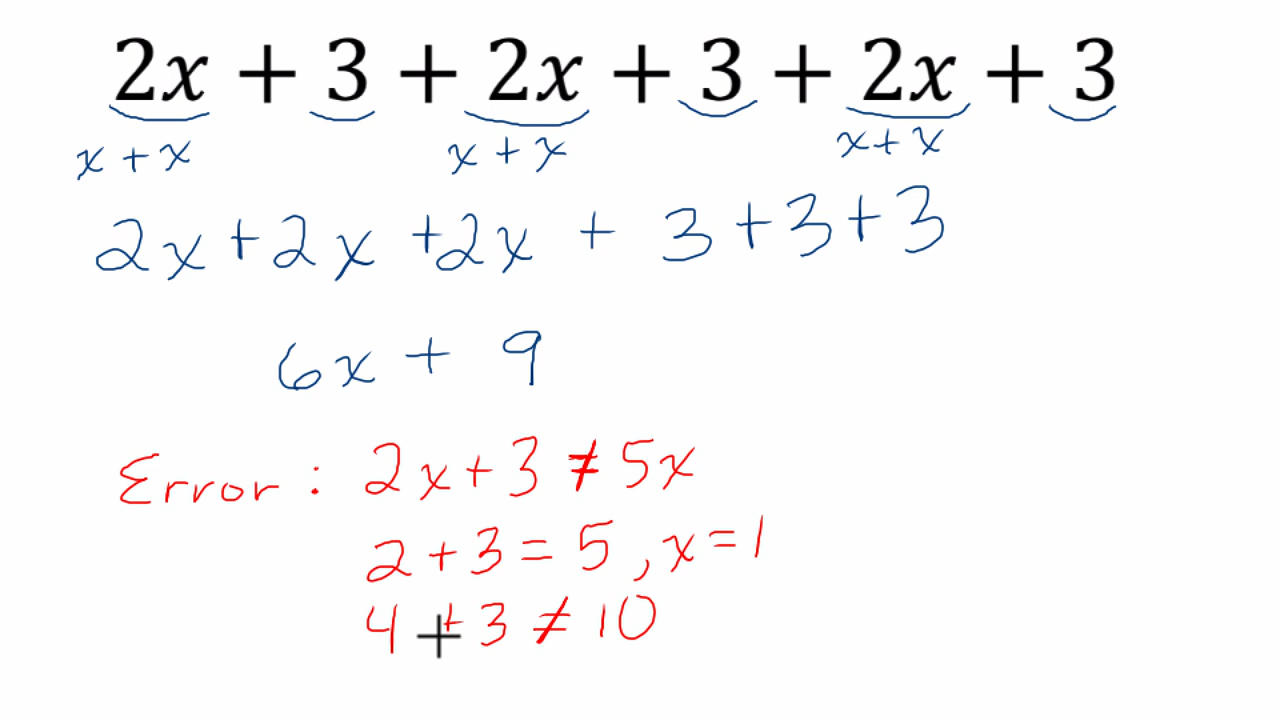 2x + 3 + 2x + 3 + 2x + 3
x + x x + x x + x
2x + 2x + 2x + 3 + 3 + 3
6x + 9
Error : 2x + 3 ≠ 5x
2 + 3 = 5 , x = 1
4 + 3 ≠ 10